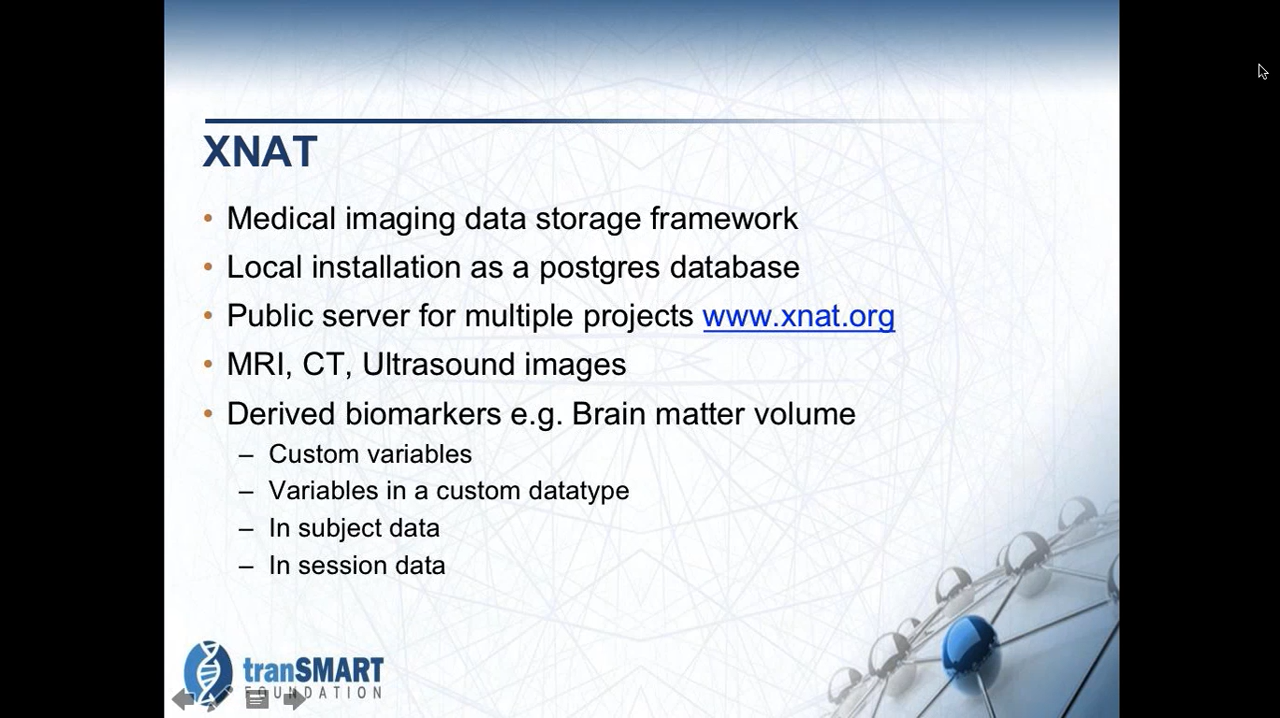 XNAT
• Medical imaging data storage framework
• Local installation as a postgres database
• Public server for multiple projects www.xnat.org
• MRI, CT, Ultrasound images
• Derived biomarkers e.g. Brain matter volume
– Custom variables
– Variables in a custom datatype
– In subject data
– In session data
tranSMART
FOUNDATION